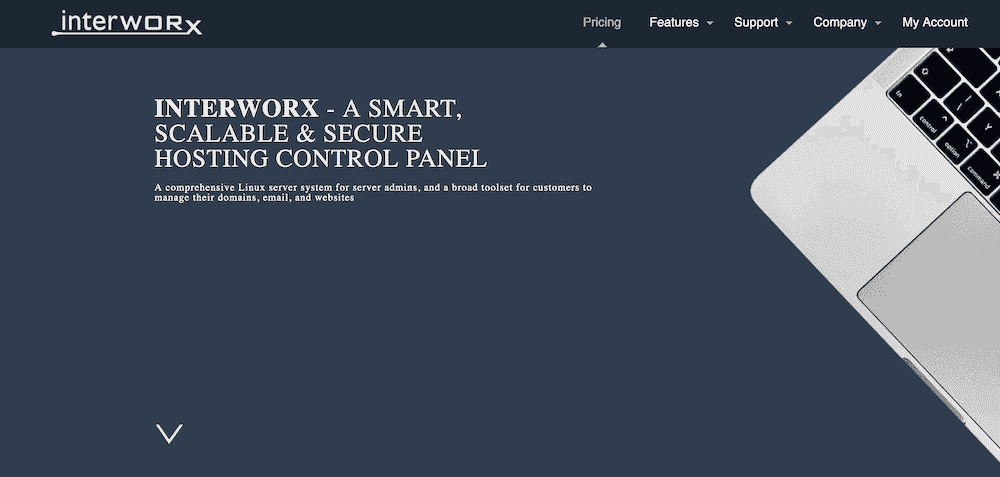 interworx
Pricing Features Support Company My Account
INTERWORX - A SMART,
SCALABLE & SECURE
HOSTING CONTROL PANEL
A comprehensive Linux server system for server admins, and a broad toolset for customers to
manage their domains, email, and websites
fn
control
option
command